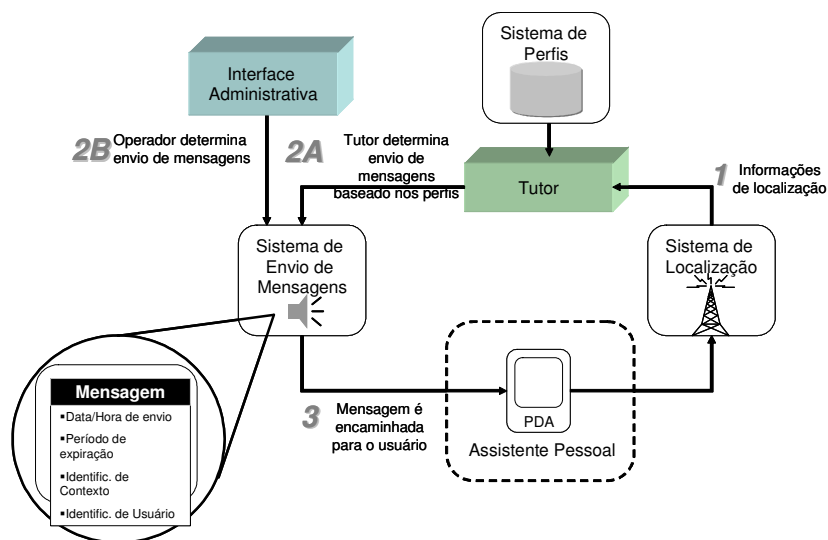 Sistema de
Perfis
Interface
Administrativa
2B
Operador determina
envio de mensagens
2A
Tutor determina
envio de
mensagens
baseado nos perfis
Tutor
1
Informações
de localização
Sistema de
Envio de
Mensagens
Sistema de
Localização
Mensagem
▪Data/Hora de envio
▪Período de
expiração
▪Identific. de
Contexto
▪Identific. de Usuário
3
Mensagem é
encaminhada
para o usuário
PDA
Assistente Pessoal